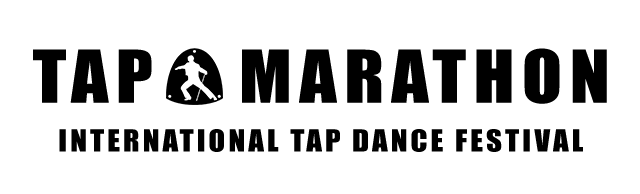 TAP MARATHON
INTERNATIONAL TAP DANCE FESTIVAL